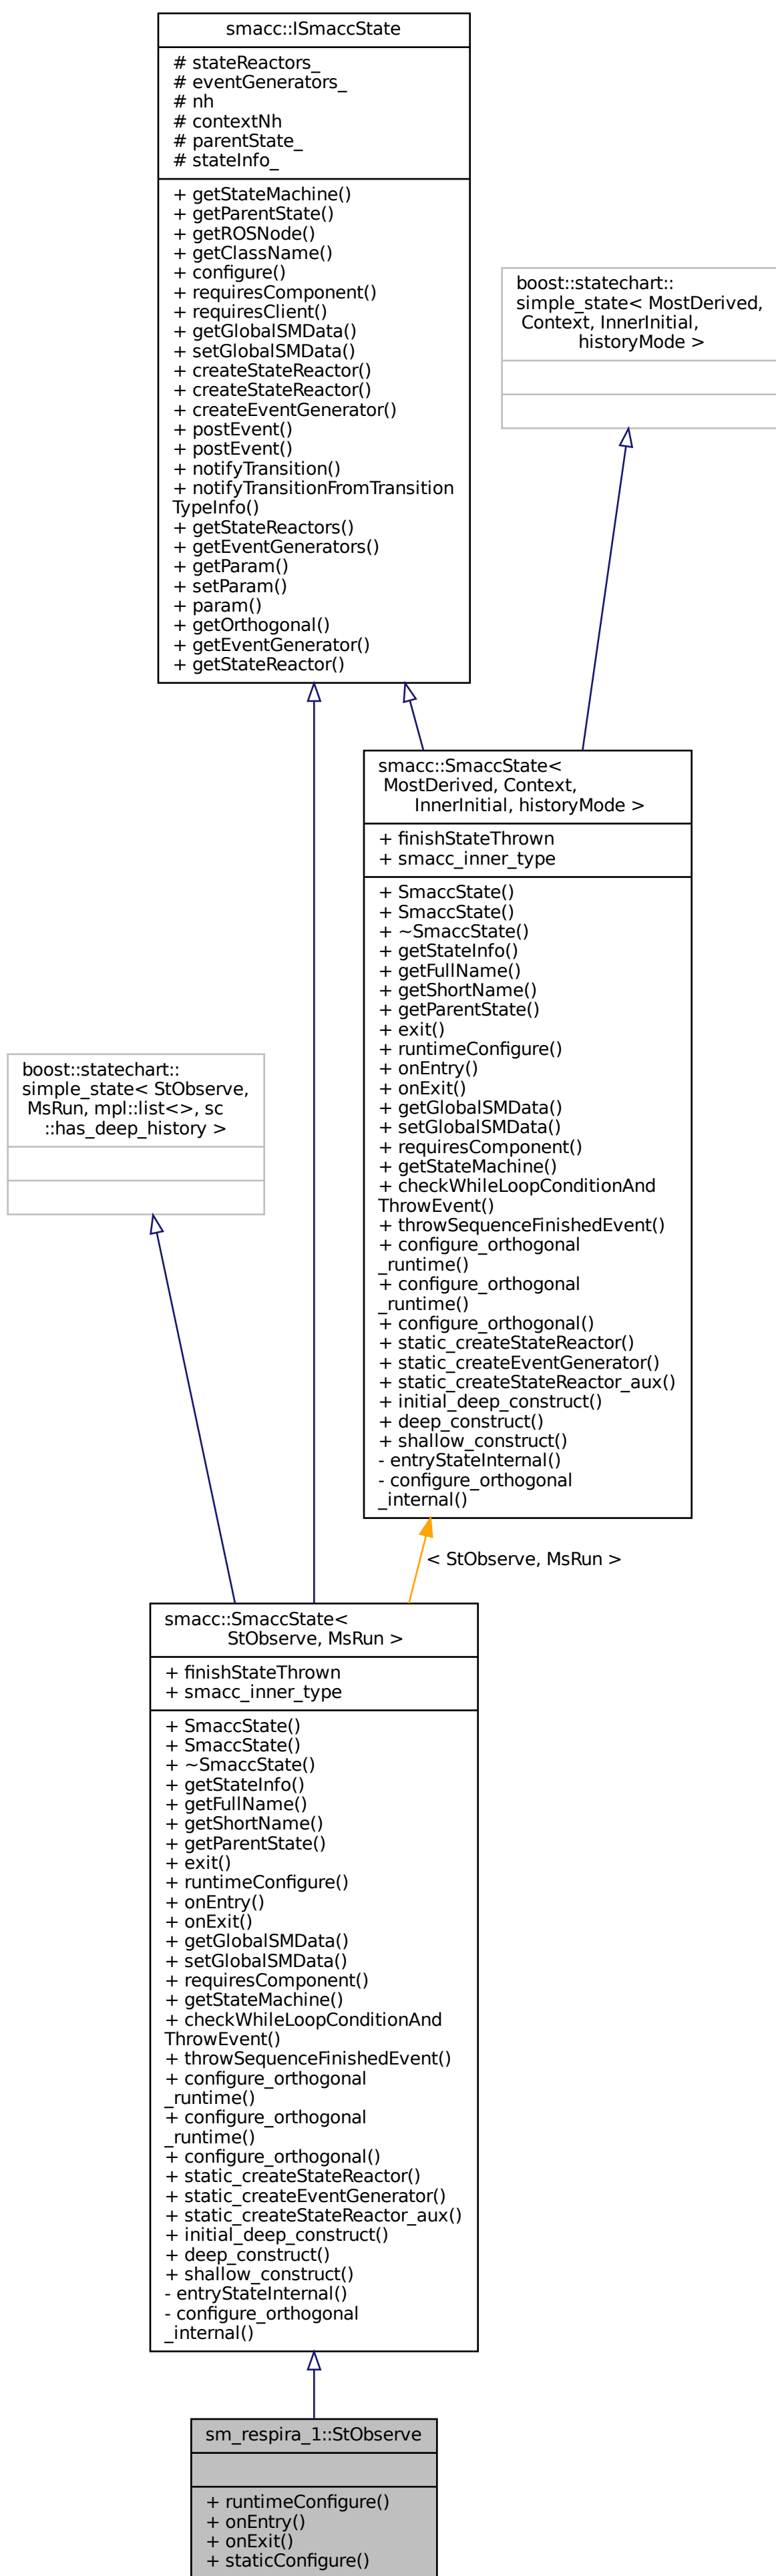 smacc::ISmaccState
# stateReactors_
# eventGenerators_
# nh
# contextNh
# parentState_
# stateInfo_
+ getStateMachine()
+ getParentState()
+ getROSNode()
+ getClassName()
+ configure()
+ requiresComponent()
+ requiresClient()
+ getGlobalSMData()
+ setGlobalSMData()
+ createStateReactor()
+ createStateReactor()
+ createEventGenerator()
+ postEvent()
+ postEvent()
+ notifyTransition()
+ notifyTransitionFromTransition
TypeInfo()
+ getStateReactors()
+ getEventGenerators()
+ getParam()
+ setParam()
+ param()
+ getOrthogonal()
+ getEventGenerator()
+ getStateReactor()
boost::statechart::
simple_state< MostDerived,
Context, InnerInitial,
historyMode >
smacc::SmaccState<
MostDerived, Context,
InnerInitial, historyMode >
+ finishStateThrown
+ smacc_inner_type
+ SmaccState()
+ SmaccState()
+ ~SmaccState()
+ getStateInfo()
+ getFullName()
+ getShortName()
+ getParentState()
+ exit()
+ runtimeConfigure()
+ onEntry()
+ onExit()
+ getGlobalSMData()
+ setGlobalSMData()
+ requiresComponent()
+ getStateMachine()
+ checkWhileLoopConditionAnd
ThrowEvent()
+ throwSequenceFinishedEvent()
+ configure_orthogonal
_runtime()
+ configure_orthogonal
_runtime()
+ configure_orthogonal()
+ static_createStateReactor()
+ static_createEventGenerator()
+ static_createStateReactor_aux()
+ initial_deep_construct()
+ deep_construct()
+ shallow_construct()
- entryStateInternal()
- configure_orthogonal
_internal()
boost::statechart::
simple_state< StObserve,
MsRun, mpl::list<>, sc
::has_deep_history >
< StObserve, MsRun >
smacc::SmaccState<
StObserve, MsRun >
+ finishStateThrown
+ smacc_inner_type
+ SmaccState()
+ SmaccState()
+ ~SmaccState()
+ getStateInfo()
+ getFullName()
+ getShortName()
+ getParentState()
+ exit()
+ runtimeConfigure()
+ onEntry()
+ onExit()
+ getGlobalSMData()
+ setGlobalSMData()
+ requiresComponent()
+ getStateMachine()
+ checkWhileLoopConditionAnd
ThrowEvent()
+ throwSequenceFinishedEvent()
+ configure_orthogonal
_runtime()
+ configure_orthogonal
_runtime()
+ configure_orthogonal()
+ static_createStateReactor()
+ static_createEventGenerator()
+ static_createStateReactor_aux()
+ initial_deep_construct()
+ deep_construct()
+ shallow_construct()
- entryStateInternal()
- configure_orthogonal
_internal()
sm_respira_1::StObserve
+ runtimeConfigure()
+ onEntry()
+ onExit()
+ staticConfigure()